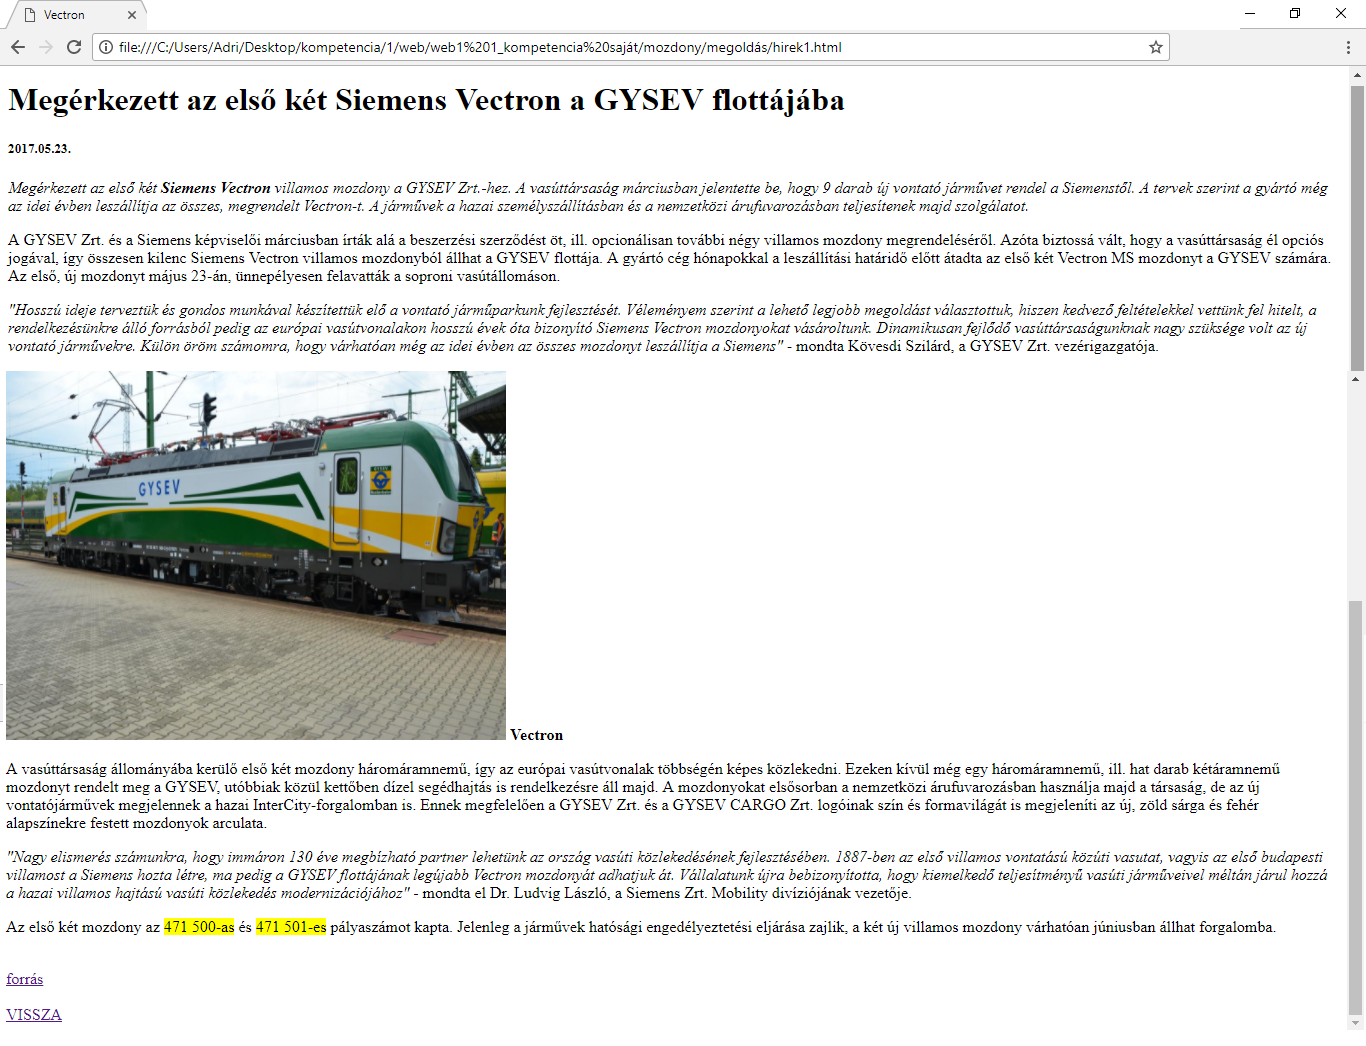 Vectron
file:///C:/Users/Adri/Desktop/kompetencia/1/web/web1%201_kompetencia%20saját/mozdony/megoldás/hirek1.html
Megérkezett az első két Siemens Vectron a GYSEV flottájába
2017.05.23.
Megérkezett az első két Siemens Vectron villamos mozdony a GYSEV Zrt.-hez. A vasúttársaság márciusban jelentette be, hogy 9 darab új vontató járművet rendel a Siemenstől. A tervek szerint a gyártó még
az idei évben leszállítja az összes, megrendelt Vectron-t. A járművek a hazai személyszállításban és a nemzetközi árufuvarozásban teljesítenek majd szolgálatot.
A GYSEV Zrt. és a Siemens képviselői márciusban írták alá a beszerzési szerződést öt, ill. opcionálisan további négy villamos mozdony megrendeléséről. Azóta biztossá vált, hogy a vasúttársaság él opciós
jogával, így összesen kilenc Siemens Vectron villamos mozdonyból állhat a GYSEV flottája. A gyártó cég hónapokkal a leszállítási határidő előtt átadta az első két Vectron MS mozdonyt a GYSEV számára.
Az első, új mozdonyt május 23-án, ünnepélyesen felavatták a soproni vasútállomáson.
"Hosszú ideje terveztük és gondos munkával készítettük elő a vontató járműparkunk fejlesztését. Véleményem szerint a lehető legjobb megoldást választottuk, hiszen kedvező feltételekkel vettünk fel hitelt, a
rendelkezésünkre álló forrásból pedig az európai vasútvonalakon hosszú évek óta bizonyító Siemens Vectron mozdonyokat vásároltunk. Dinamikusan fejlődő vasúttársaságunknak nagy szüksége volt az új
vontató járművekre. Külön öröm számomra, hogy várhatóan még az idei évben az összes mozdonyt leszállítja a Siemens" - mondta Kövesdi Szilárd, a GYSEV Zrt. vezérigazgatója.
GYSEV
Vectron
A vasúttársaság állományába kerülő első két mozdony háromáramnemű, így az európai vasútvonalak többségén képes közlekedni. Ezeken kívül még egy háromáramnemű, ill. hat darab kétáramnemű
mozdonyt rendelt meg a GYSEV, utóbbiak közül kettőben dízel segédhajtás is rendelkezésre áll majd. A mozdonyokat elsősorban a nemzetközi árufuvarozásban használja majd a társaság, de az új
vontatójárművek megjelennek a hazai InterCity-forgalomban is. Ennek megfelelően a GYSEV Zrt. és a GYSEV CARGO Zrt. logóinak szín és formavilágát is megjeleníti az új, zöld sárga és fehér
alapszínekre festett mozdonyok arculata.
"Nagy elismerés számunkra, hogy immáron 130 éve megbízható partner lehetünk az ország vasúti közlekedésének fejlesztésében. 1887-ben az első villamos vontatású közúti vasutat, vagyis az első budapesti
villamost a Siemens hozta létre, ma pedig a GYSEV flottájának legújabb Vectron mozdonyát adhatjuk át. Vállalatunk újra bebizonyította, hogy kiemelkedő teljesítményű vasúti járműveivel méltán járul hozzá
a hazai villamos hajtású vasúti közlekedés modernizációjához" - mondta el Dr. Ludvig László, a Siemens Zrt. Mobility divíziójának vezetője.
Az első két mozdony az 471 500-as és 471 501-es pályaszámot kapta. Jelenleg a járművek hatósági engedélyeztetési eljárása zajlik, a két új villamos mozdony várhatóan júniusban állhat forgalomba.
forrás
VISSZA